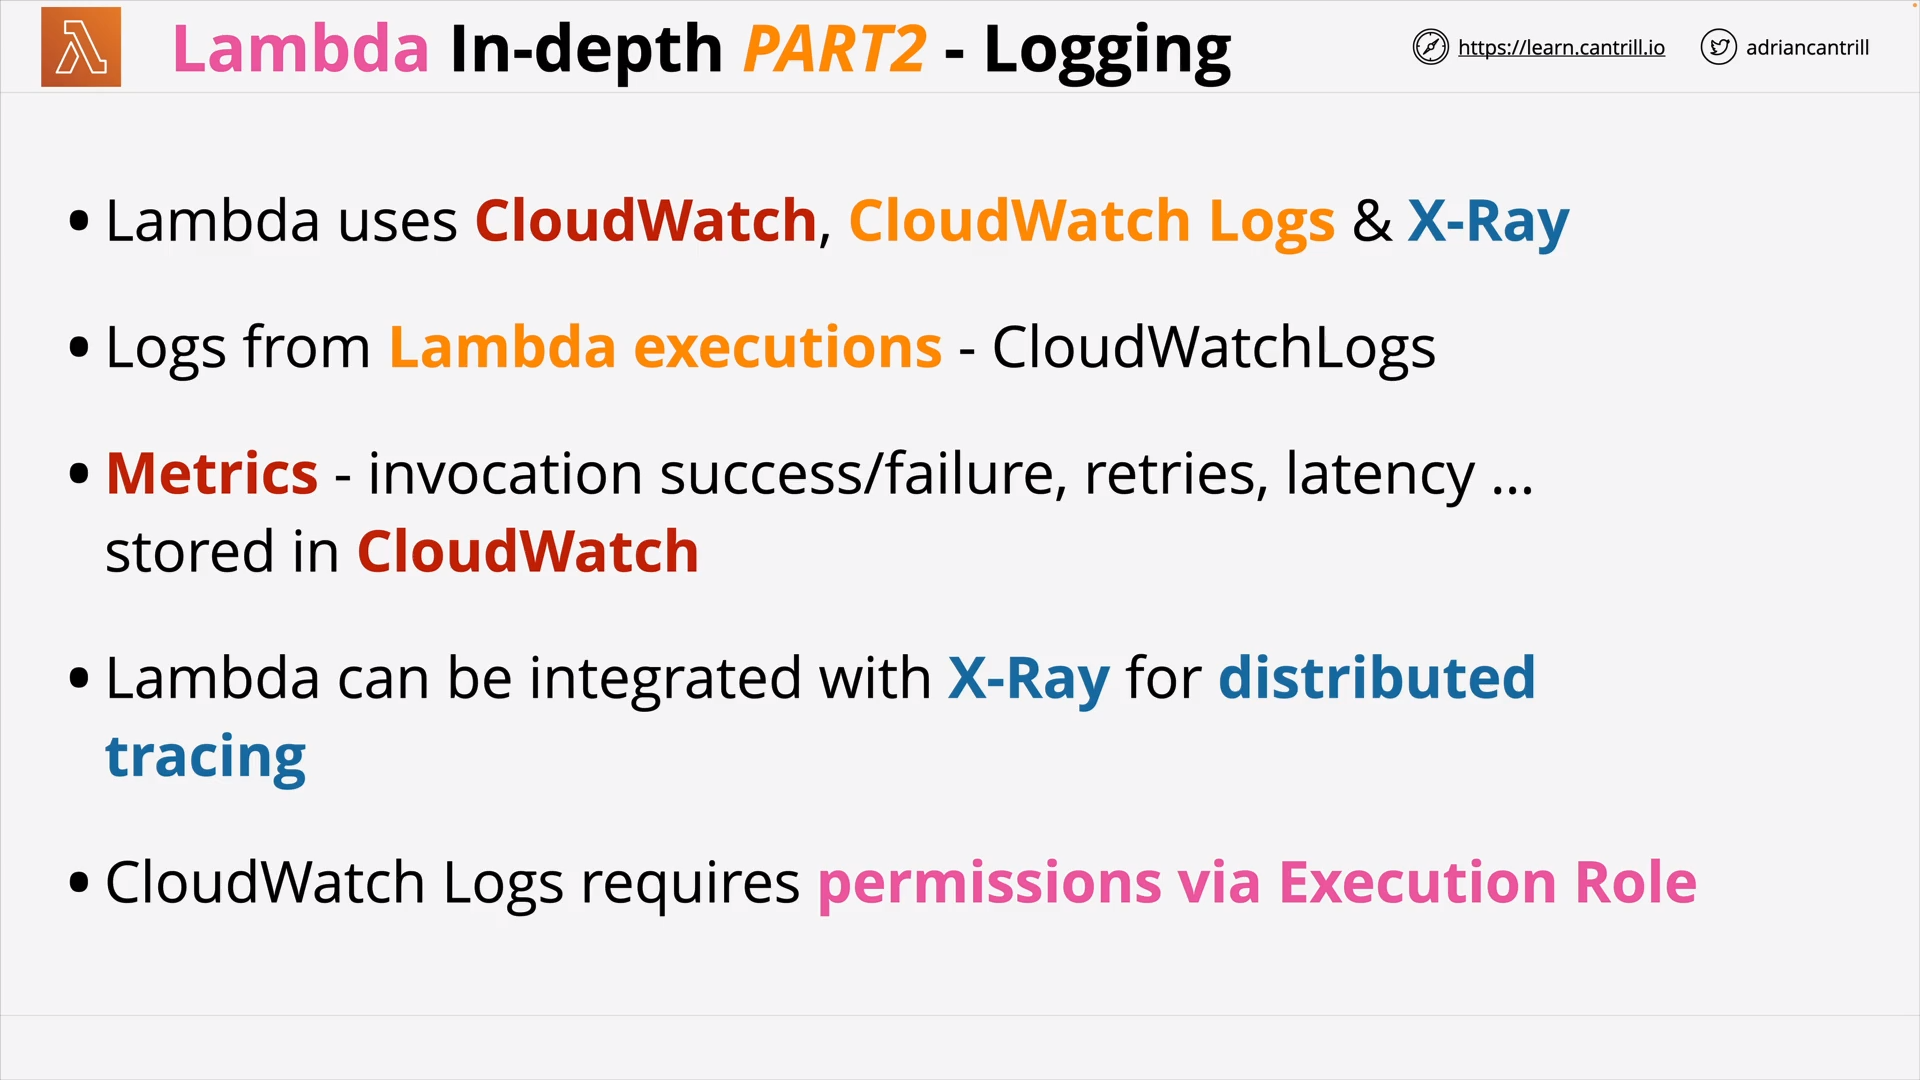 Lambda In-depth PART2 - Logging
https://learn.cantrill.io
adriancantrill
• Lambda uses CloudWatch, CloudWatch Logs & X-Ray
• Logs from Lambda executions - CloudWatchLogs
• Metrics - invocation success/failure, retries, latency ...
stored in CloudWatch
• Lambda can be integrated with X-Ray for distributed
tracing
• CloudWatch Logs requires permissions via Execution Role